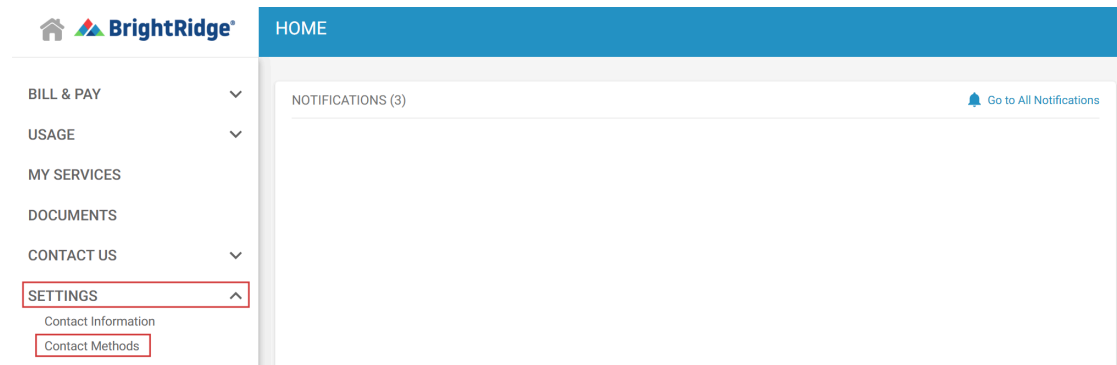 BrightRidge®
HOME
BILL & PAY
USAGE
MY SERVICES
DOCUMENTS
CONTACT US
SETTINGS
Contact Information
Contact Methods
NOTIFICATIONS (3)
Go to All Notifications